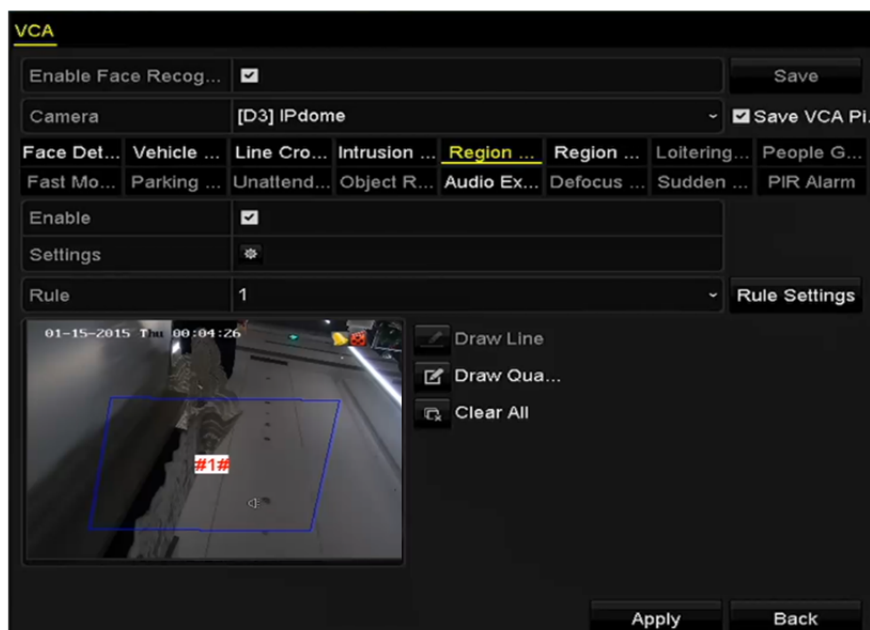 VCA
Enable Face Recog... Save
Camera [D3] IPdome Save VCA Pi.
Face Det... Vehicle ... Line Cro... Intrusion ... Region ... Region ... Loitering... People G...
Fast Mo... Parking ... Unattend... Object R... Audio Ex... Defocus ... Sudden ... PIR Alarm
Enable
Settings
Rule 1 Rule Settings
01-15-2015 Thu 00:04:26
Draw Line
Draw Qua...
Clear All
#1#
Apply Back